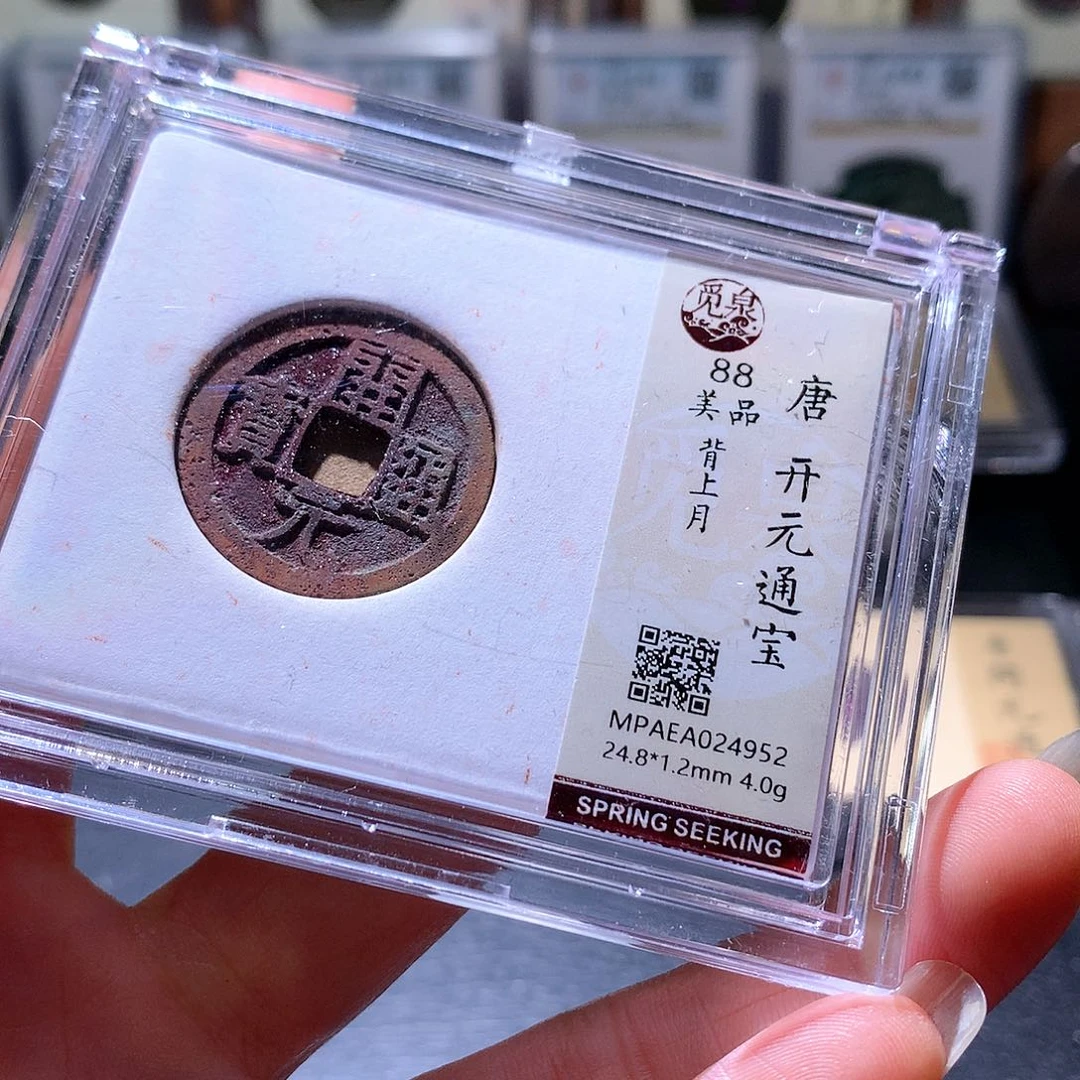 開元通寳
觅泉
88
美品
背上月
唐 开元通宝
MPAEA024952
24.8*1.2mm 4.0g
SPRING SEEKING